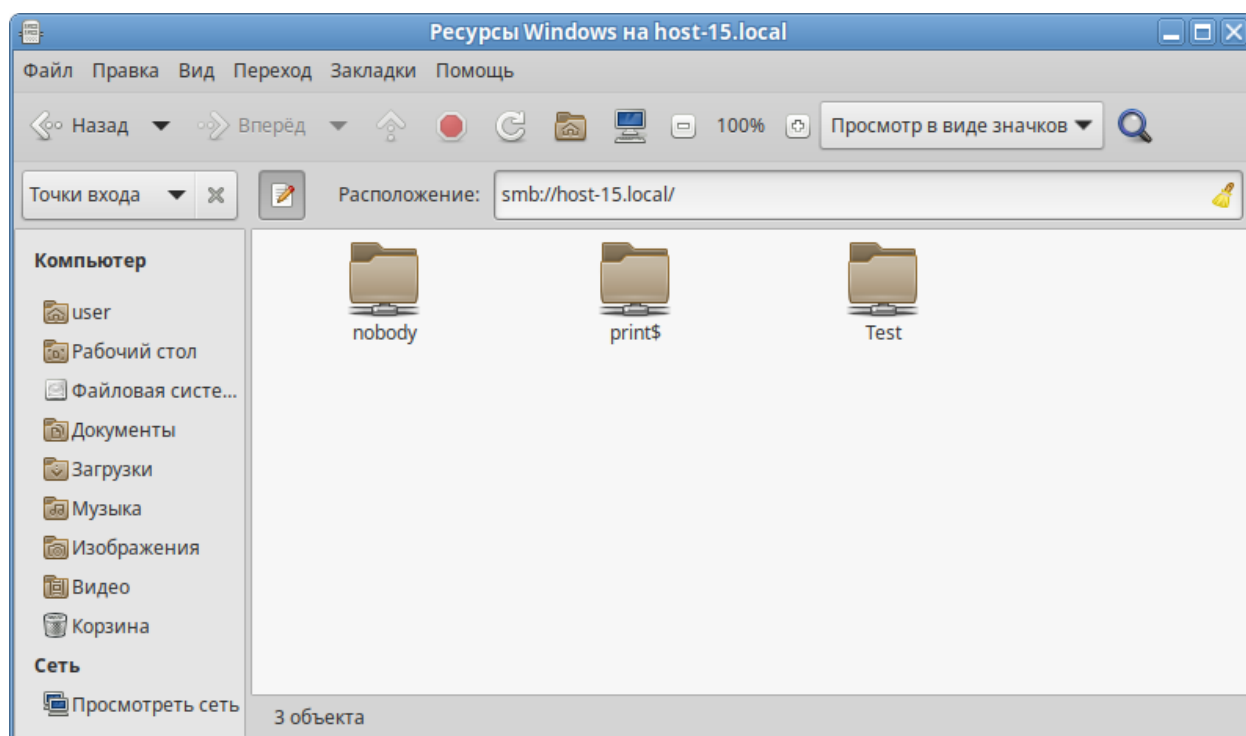 Ресурсы Windows на host-15.local
Файл Правка Вид Переход Закладки Помощь
Назад Вперёд 100% Просмотр в виде значков
Точки входа Расположение: smb://host-15.local/
Компьютер
user
Рабочий стол
Файловая систе...
Документы
Загрузки
Музыка
Изображения
Видео
Корзина
Сеть
Просмотреть сеть
nobody print$ Test
3 объекта